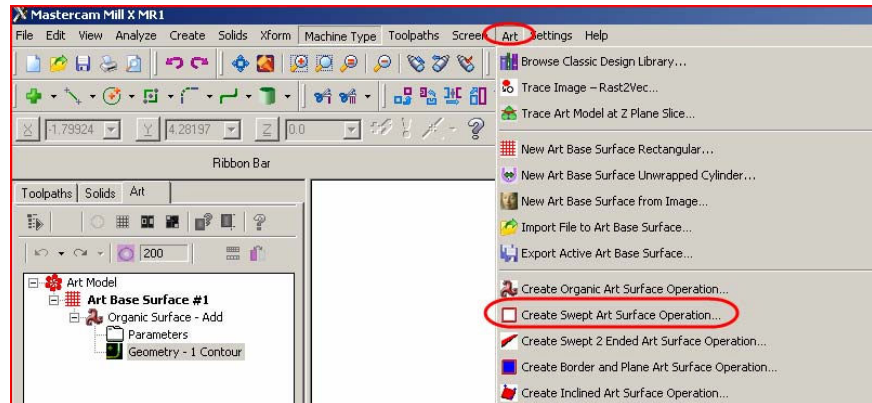 Mastercam Mill X MR1
File Edit View Analyze Create Solids Xform Machine Type Toolpaths Screen Art Settings Help
X -1.79924 Y 4.28197 Z 0.0
Ribbon Bar
Toolpaths Solids Art
200
Art Model
Art Base Surface #1
Organic Surface - Add
Parameters
Geometry - 1 Contour
Browse Classic Design Library...
Trace Image – Rast2Vec...
Trace Art Model at Z Plane Slice...
New Art Base Surface Rectangular...
New Art Base Surface Unwrapped Cylinder...
New Art Base Surface from Image...
Import File to Art Base Surface...
Export Active Art Base Surface...
Create Organic Art Surface Operation...
Create Swept Art Surface Operation...
Create Swept 2 Ended Art Surface Operation...
Create Border and Plane Art Surface Operation...
Create Inclined Art Surface Operation...